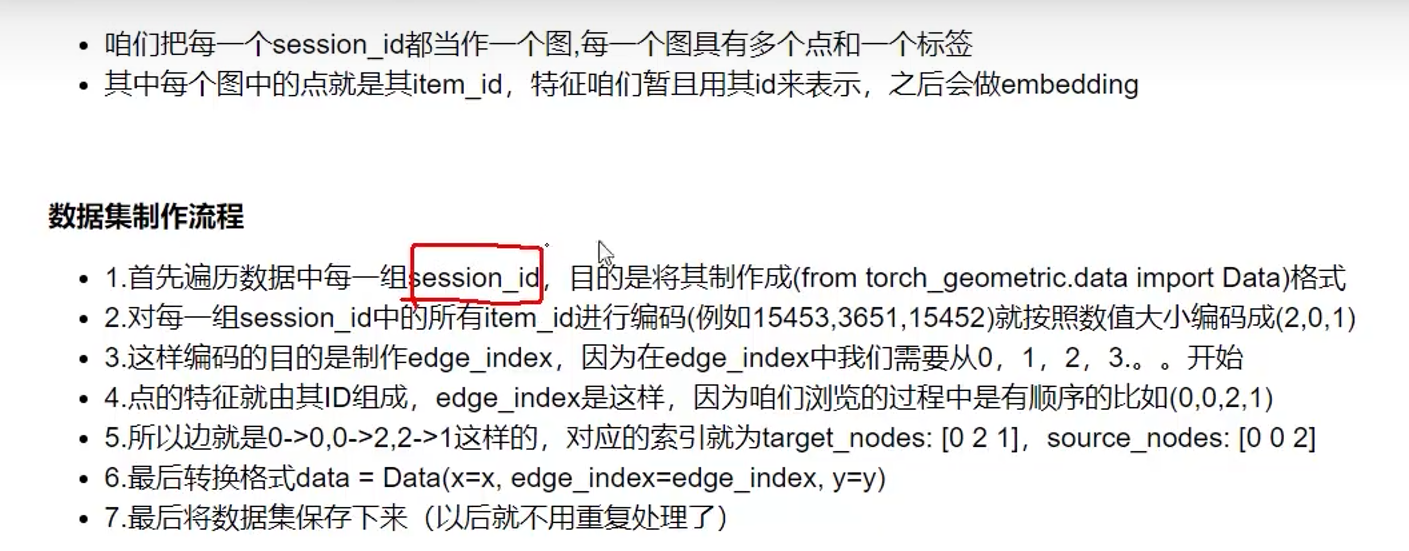 咱们把每一个session_id都当作一个图,每一个图具有多个点和一个标签
其中每个图中的点就是其item_id，特征咱们暂且用其id来表示，之后会做embedding
数据集制作流程
1.首先遍历数据中每一组session_id，目的是将其制作成(from torch_geometric.data import Data)格式
2.对每一组session_id中的所有item_id进行编码(例如15453,3651,15452)就按照数值大小编码成(2,0,1)
3.这样编码的目的是制作edge_index，因为在edge_index中我们需要从0，1，2，3.。。开始
4.点的特征就由其ID组成，edge_index是这样，因为咱们浏览的过程中是有顺序的比如(0,0,2,1)
5.所以边就是0->0,0->2,2->1这样的，对应的索引就为target_nodes: [0 2 1]，source_nodes: [0 0 2]
6.最后转换格式data = Data(x=x, edge_index=edge_index, y=y)
7.最后将数据集保存下来（以后就不用重复处理了）